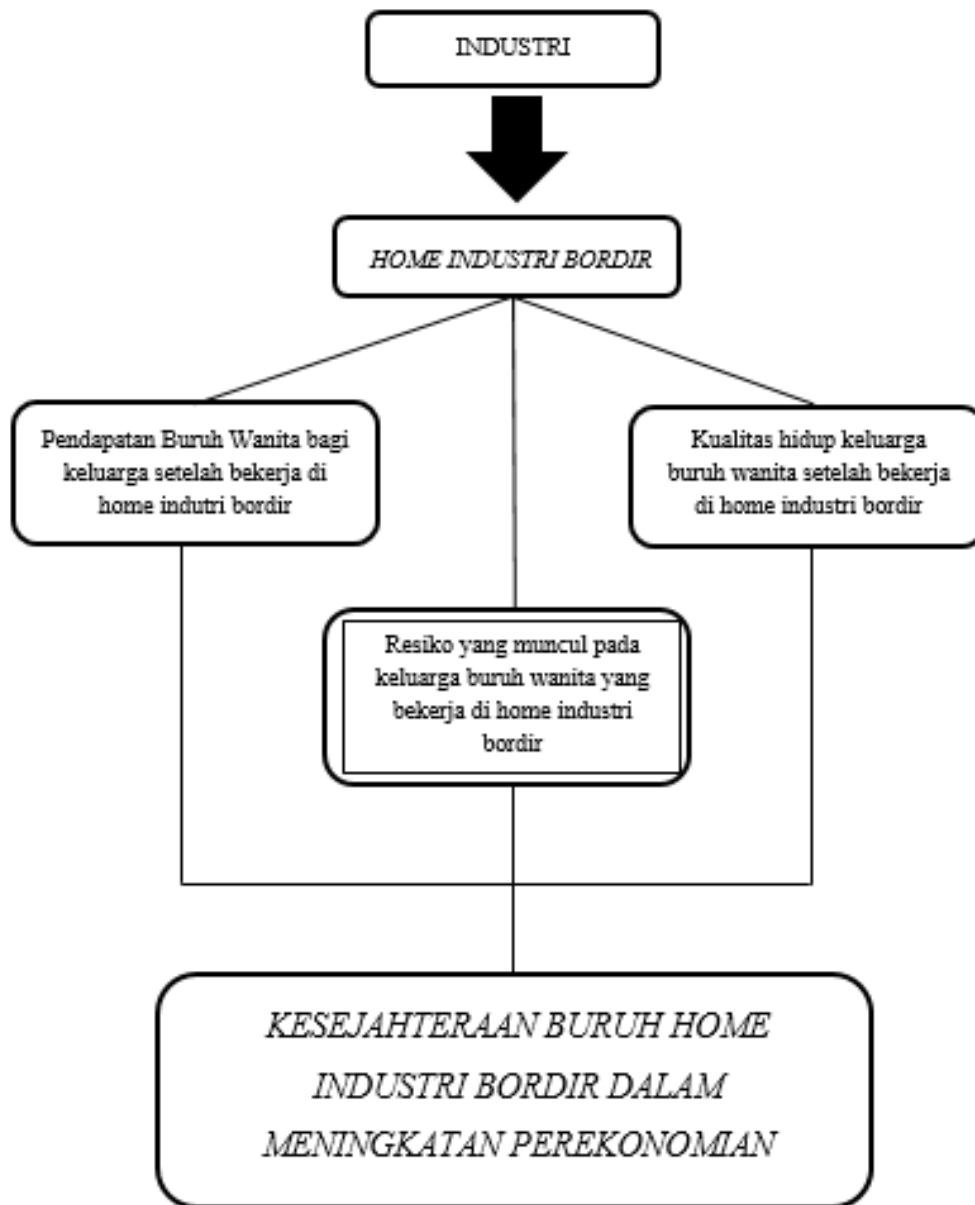 INDUSTRI
HOME INDUSTRI BORDIR
Pendapatan Buruh Wanita bagi
keluarga setelah bekerja di
home indutri bordir
Kualitas hidup keluarga
buruh wanita setelah bekerja
di home industri bordir
Resiko yang muncul pada
keluarga buruh wanita yang
bekerja di home industri
bordir
KESEJAHTERAAN BURUH HOME
INDUSTRI BORDIR DALAM
MENINGKATAN PEREKONOMIAN